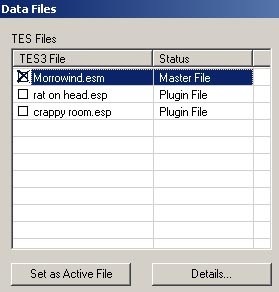 Data Files
TES Files
TES3 File Status
Morrowind.esm Master File
rat on head.esp Plugin File
crappy room.esp Plugin File
Set as Active File Details...